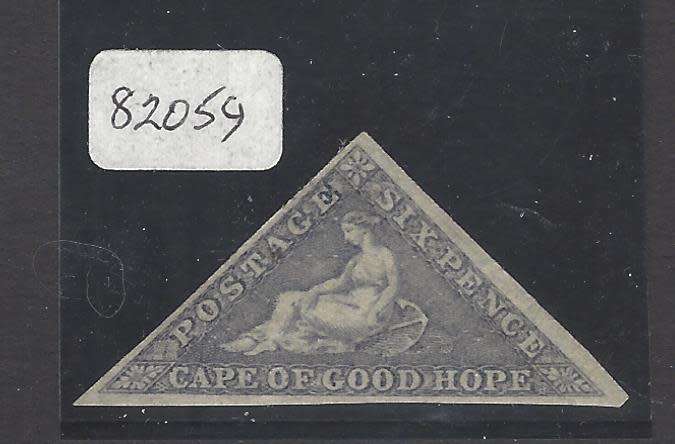 82059
POSTAGE
SIX PENCE
CAPE OF GOOD HOPE